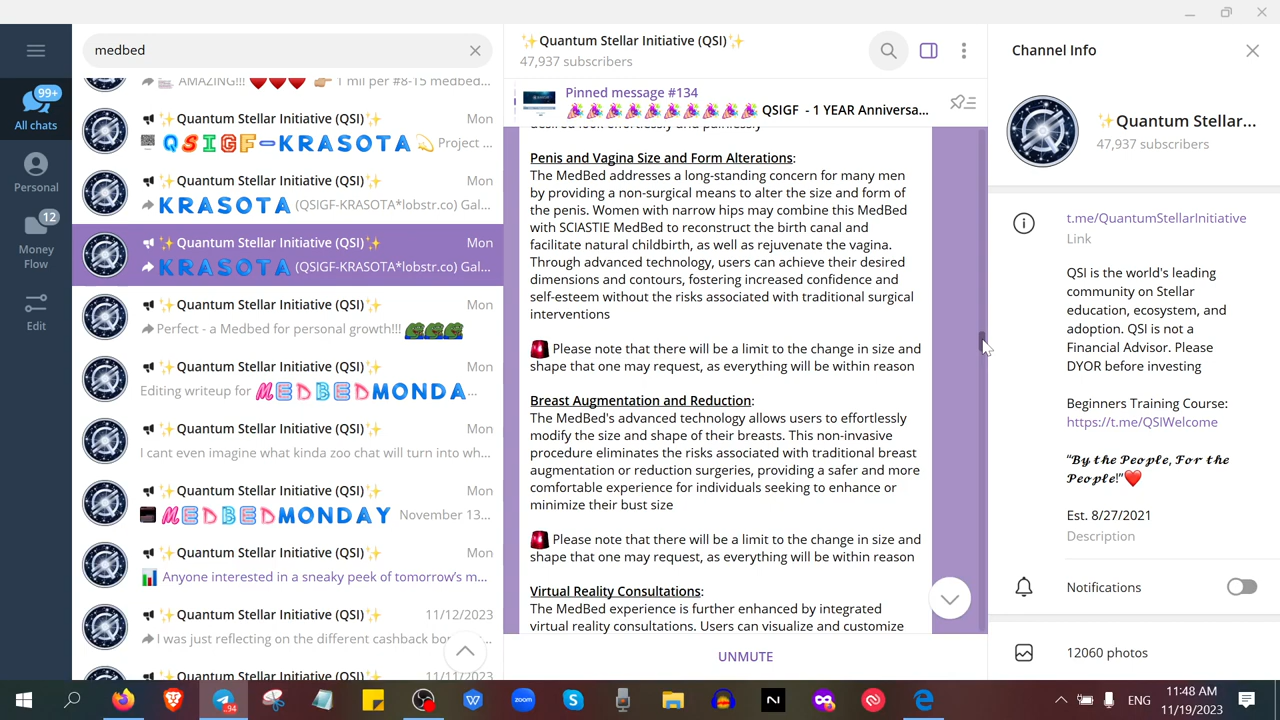 medbed
99+
All chats
Personal
12
Money
Flow
Edit
AMAZING!!! 1 mil per #8-15 medbed...
Quantum Stellar Initiative (QSI) Mon
QSIGF-KRASOTA Project ...
Quantum Stellar Initiative (QSI) Mon
KRASOTA (QSIGF-KRASOTA*lobstr.co) Gal...
Quantum Stellar Initiative (QSI) Mon
KRASOTA (QSIGF-KRASOTA*lobstr.co) Gal...
Quantum Stellar Initiative (QSI) Mon
Perfect - a Medbed for personal growth!!!
Quantum Stellar Initiative (QSI) Mon
Editing writeup for MEDBEDMONDA...
Quantum Stellar Initiative (QSI) Mon
I cant even imagine what kinda zoo chat will turn into wh...
Quantum Stellar Initiative (QSI) Mon
MEDBEDMONDAY November 13...
Quantum Stellar Initiative (QSI) Mon
Anyone interested in a sneaky peek of tomorrow's m...
Quantum Stellar Initiative (QSI) 11/12/2023
I was just reflecting on the different cashback bo...
Quantum Stellar Initiative (QSI) 11/11/2023
✨Quantum Stellar Initiative (QSI)✨
47,937 subscribers
Pinned message #134
QSIGF - 1 YEAR Anniversa...
desired look effortlessly and painlessly
Penis and Vagina Size and Form Alterations:
The MedBed addresses a long-standing concern for many men
by providing a non-surgical means to alter the size and form of
the penis. Women with narrow hips may combine this MedBed
with SCIASTIE MedBed to reconstruct the birth canal and
facilitate natural childbirth, as well as rejuvenate the vagina.
Through advanced technology, users can achieve their desired
dimensions and contours, fostering increased confidence and
self-esteem without the risks associated with traditional surgical
interventions
🚨 Please note that there will be a limit to the change in size and
shape that one may request, as everything will be within reason
Breast Augmentation and Reduction:
The MedBed's advanced technology allows users to effortlessly
modify the size and shape of their breasts. This non-invasive
procedure eliminates the risks associated with traditional breast
augmentation or reduction surgeries, providing a safer and more
comfortable experience for individuals seeking to enhance or
minimize their bust size
🚨 Please note that there will be a limit to the change in size and
shape that one may request, as everything will be within reason
Virtual Reality Consultations:
The MedBed experience is further enhanced by integrated
virtual reality consultations. Users can visualize and customize
UNMUTE
Channel Info
✨Quantum Stellar...
47,937 subscribers
t.me/QuantumStellarInitiative
Link
QSI is the world's leading
community on Stellar
education, ecosystem, and
adoption. QSI is not a
Financial Advisor. Please
DYOR before investing
Beginners Training Course:
https://t.me/QSIWelcome
"By the People, For the
People!"❤️
Est. 8/27/2021
Description
Notifications
12060 photos
94
zoom
ENG
11:48 AM
11/19/2023